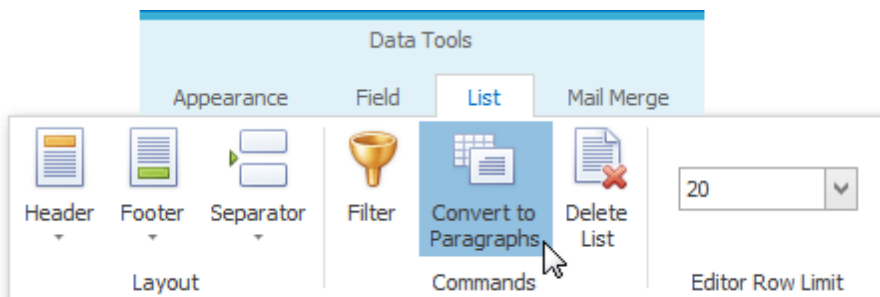 Data Tools
Appearance Field List Mail Merge
Header Footer Separator Filter Convert to Paragraphs Delete List 20
Layout Commands Editor Row Limit